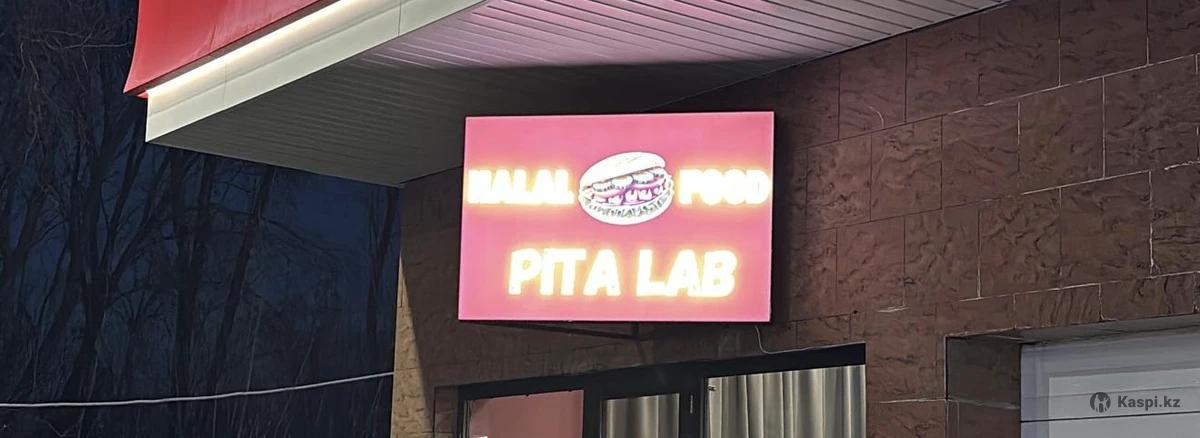 HALAL FOOD
PITA LAB
Kaspi.kz